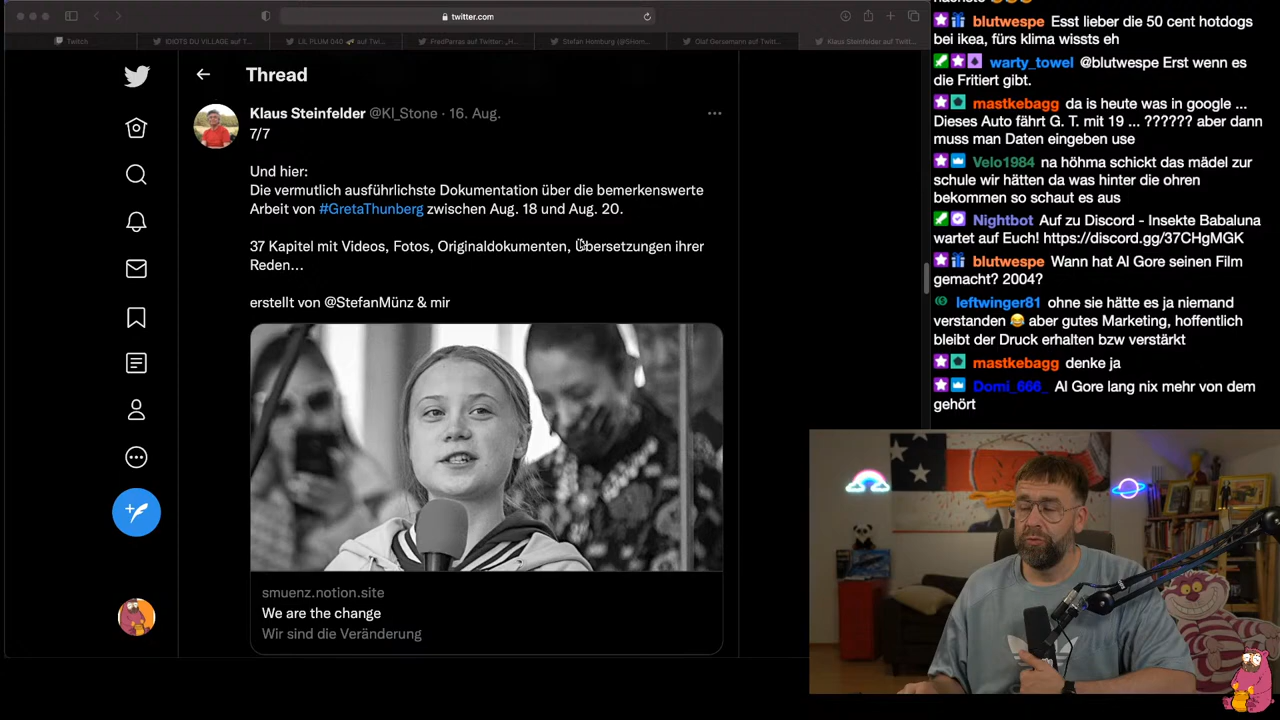 twitter.com
Twitch
IDIOTS DU VILLAGE auf T...
LIL PLUM 040 auf Twi...
FredParras auf Twitter: „H...
Stefan Homburg (@SHom...
Olaf Gersemann auf Twitt...
Klaus Steinfelder auf Twit...
Thread
Klaus Steinfelder @Kl_Stone · 16. Aug.
7/7
Und hier:
Die vermutlich ausführlichste Dokumentation über die bemerkenswerte
Arbeit von #GretaThunberg zwischen Aug. 18 und Aug. 20.
37 Kapitel mit Videos, Fotos, Originaldokumenten, Übersetzungen ihrer
Reden...
erstellt von @StefanMünz & mir
smuenz.notion.site
We are the change
Wir sind die Veränderung
blutwespe Esst lieber die 50 cent hotdogs
bei ikea, fürs klima wissts eh
warty_towel @blutwespe Erst wenn es
die Fritiert gibt.
mastkebagg da is heute was in google ...
Dieses Auto fährt G. T. mit 19 ... ?????? aber dann
muss man Daten eingeben use
Velo1984 na höhma schickt das mädel zur
schule wir hätten da was hinter die ohren
bekommen so schaut es aus
Nightbot Auf zu Discord - Insekte Babaluna
wartet auf Euch! https://discord.gg/37CHgMGK
blutwespe Wann hat Al Gore seinen Film
gemacht? 2004?
leftwinger81 ohne sie hätte es ja niemand
verstanden 😂 aber gutes Marketing, hoffentlich
bleibt der Druck erhalten bzw verstärkt
mastkebagg denke ja
Domi_666_ Al Gore lang nix mehr von dem
gehört